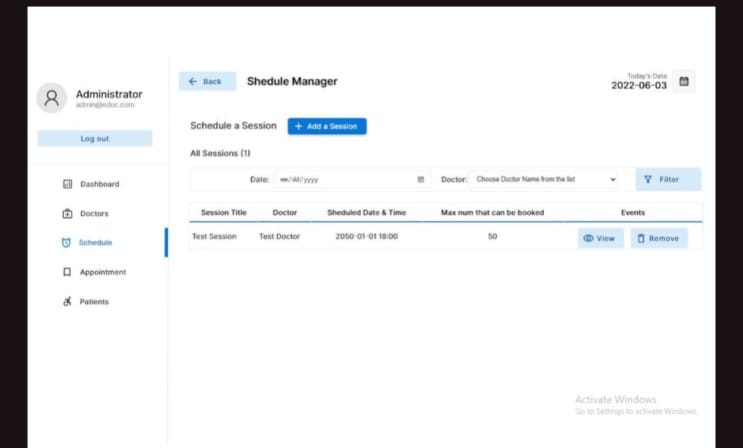 Administrator
admin@edoc.com
Log out
Dashboard
Doctors
Schedule
Appointment
Patients
Back
Shedule Manager
Today's Date
2022-06-03
Schedule a Session
+ Add a Session
All Sessions (1)
Date: mm/dd/yyyy Doctor: Choose Doctor Name from the list Filter
Session Title Doctor Sheduled Date & Time Max num that can be booked Events
Test Session Test Doctor 2050-01-01 18:00 50 View Remove
Activate Windows
Go to Settings to activate Windows.